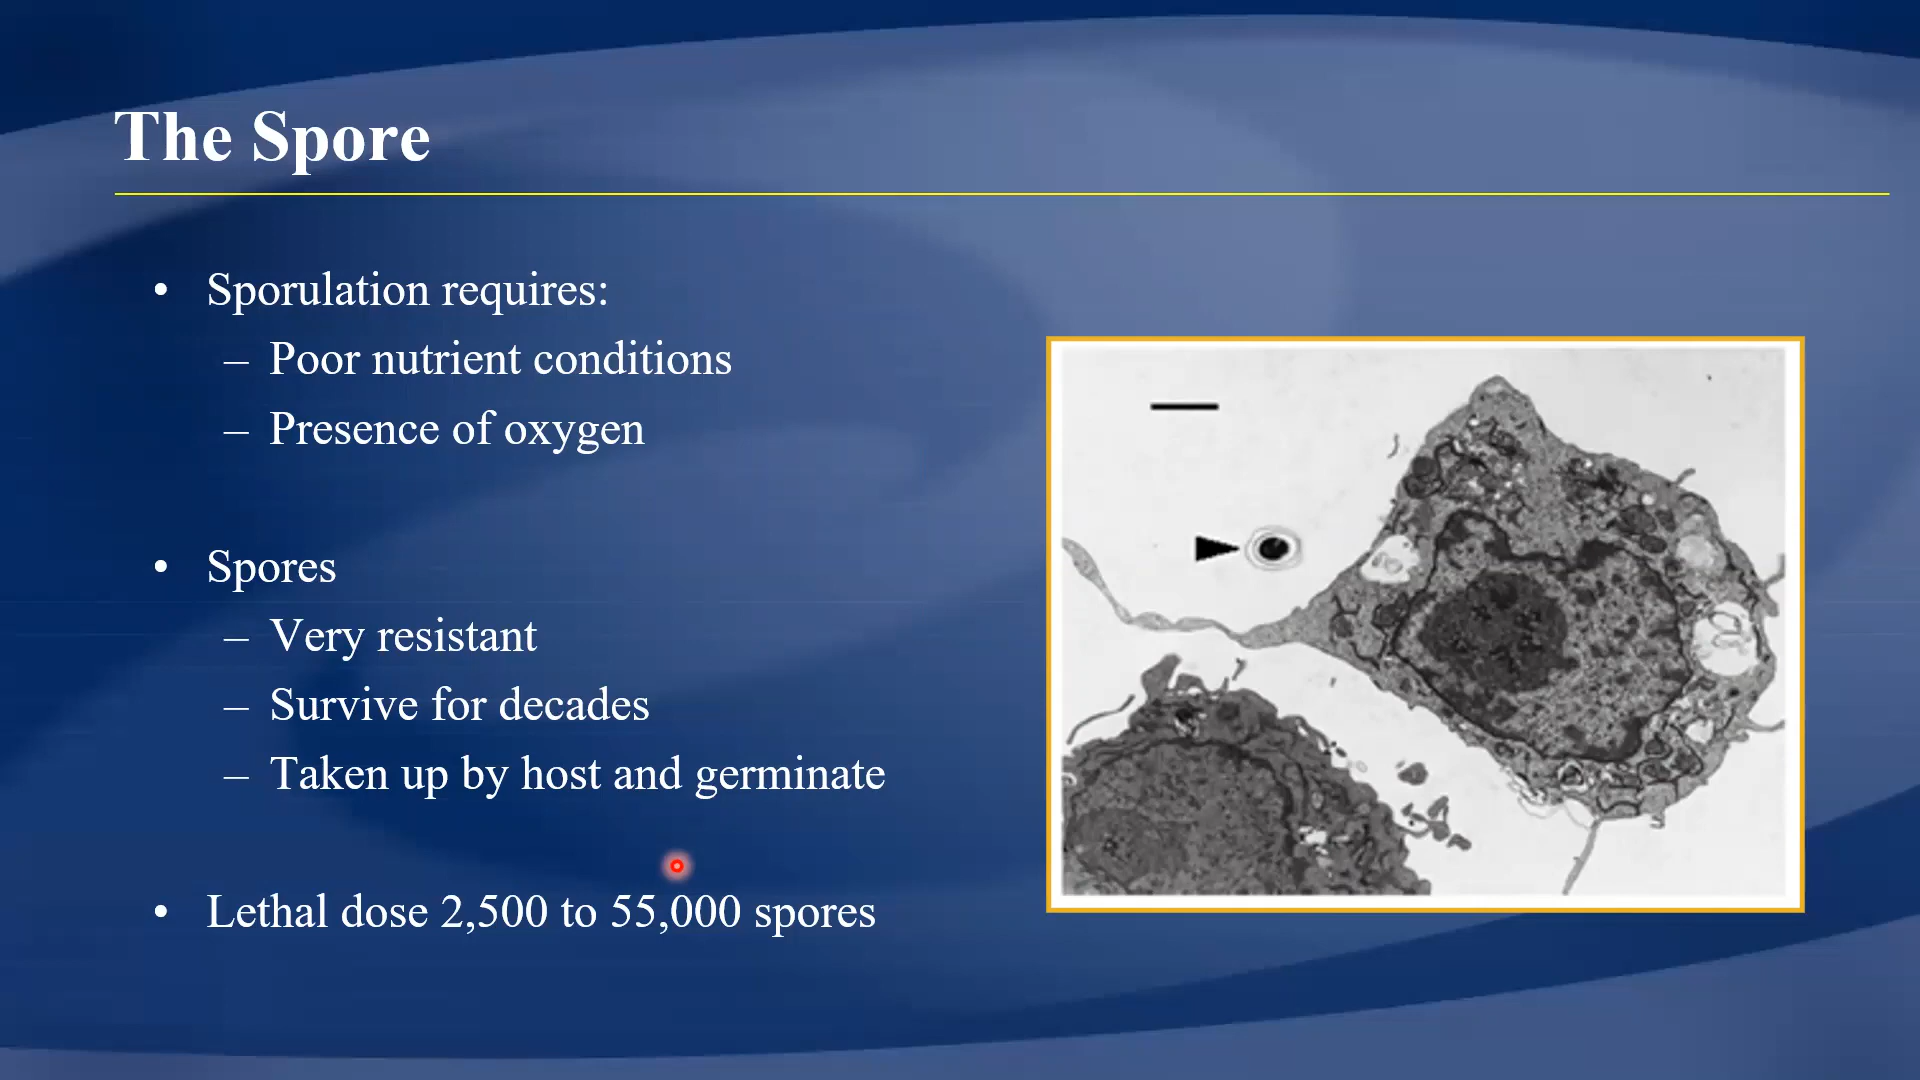 The Spore
• Sporulation requires:
– Poor nutrient conditions
– Presence of oxygen
• Spores
– Very resistant
– Survive for decades
– Taken up by host and germinate
• Lethal dose 2,500 to 55,000 spores